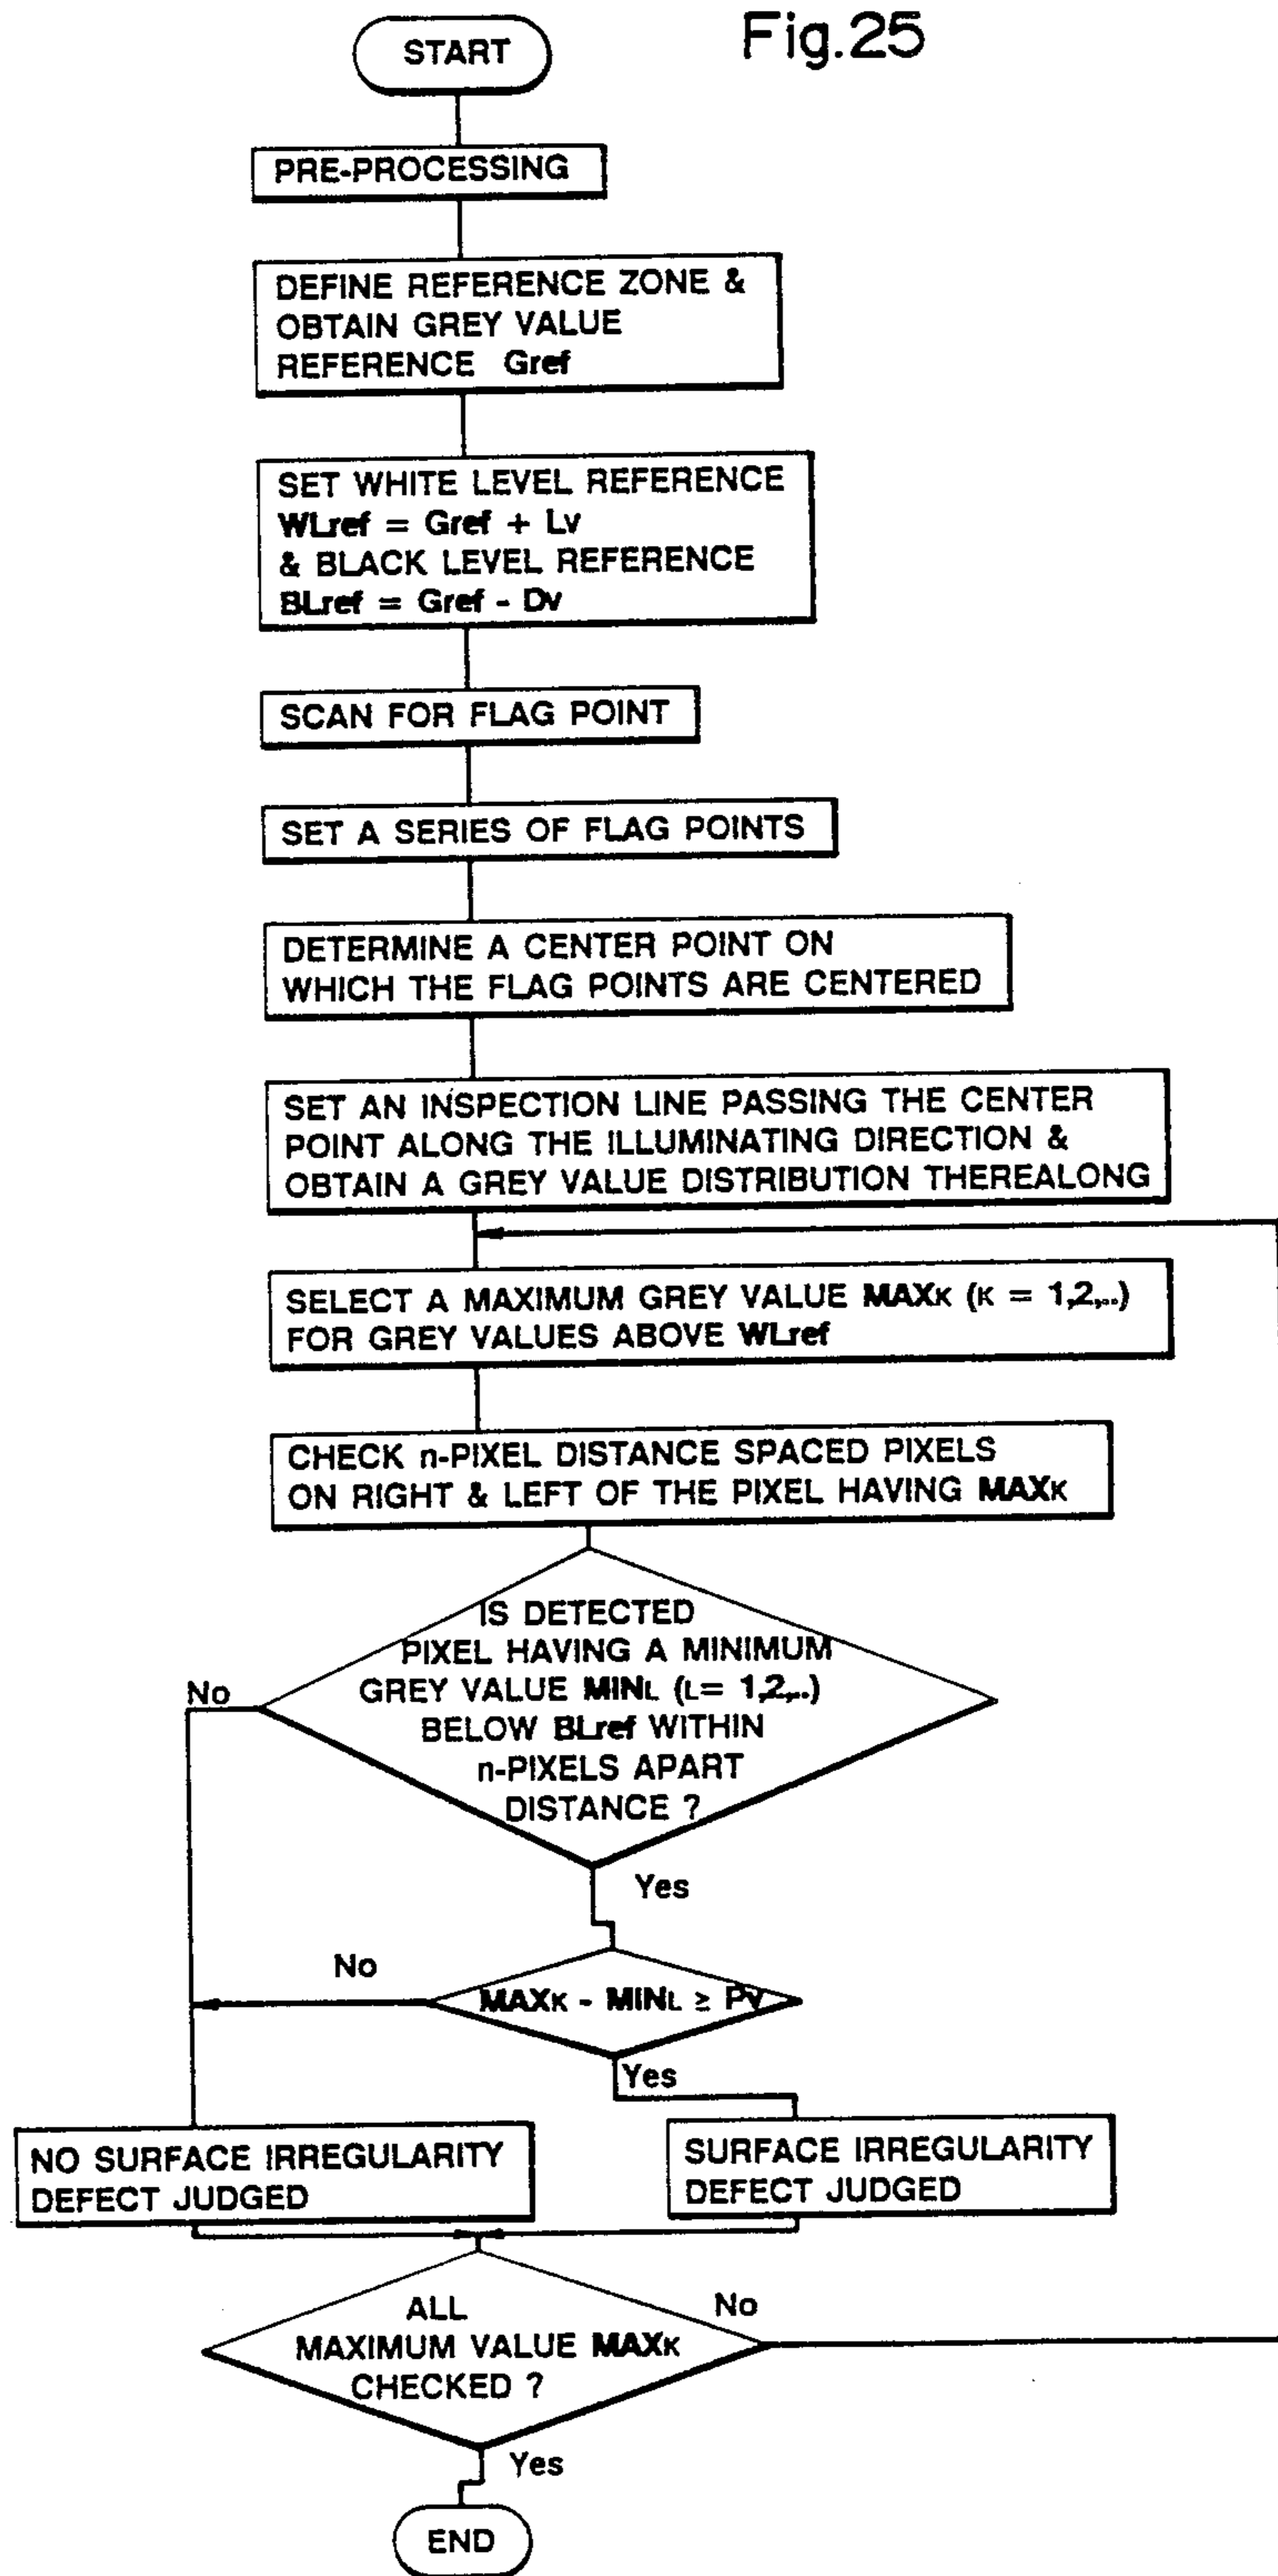 Fig.25
START
PRE-PROCESSING
DEFINE REFERENCE ZONE &
OBTAIN GREY VALUE
REFERENCE Gref
SET WHITE LEVEL REFERENCE
WLref = Gref + Lv
& BLACK LEVEL REFERENCE
BLref = Gref - Dv
SCAN FOR FLAG POINT
SET A SERIES OF FLAG POINTS
DETERMINE A CENTER POINT ON
WHICH THE FLAG POINTS ARE CENTERED
SET AN INSPECTION LINE PASSING THE CENTER
POINT ALONG THE ILLUMINATING DIRECTION &
OBTAIN A GREY VALUE DISTRIBUTION THEREALONG
SELECT A MAXIMUM GREY VALUE MAXK (K = 1,2,..)
FOR GREY VALUES ABOVE WLref
CHECK n-PIXEL DISTANCE SPACED PIXELS
ON RIGHT & LEFT OF THE PIXEL HAVING MAXK
IS DETECTED
PIXEL HAVING A MINIMUM
GREY VALUE MINL (L= 1,2,..)
BELOW BLref WITHIN
n-PIXELS APART
DISTANCE ?
No
Yes
MAXK - MINL ≥ Pv
No
Yes
NO SURFACE IRREGULARITY
DEFECT JUDGED
SURFACE IRREGULARITY
DEFECT JUDGED
ALL
MAXIMUM VALUE MAXK
CHECKED ?
No
Yes
END